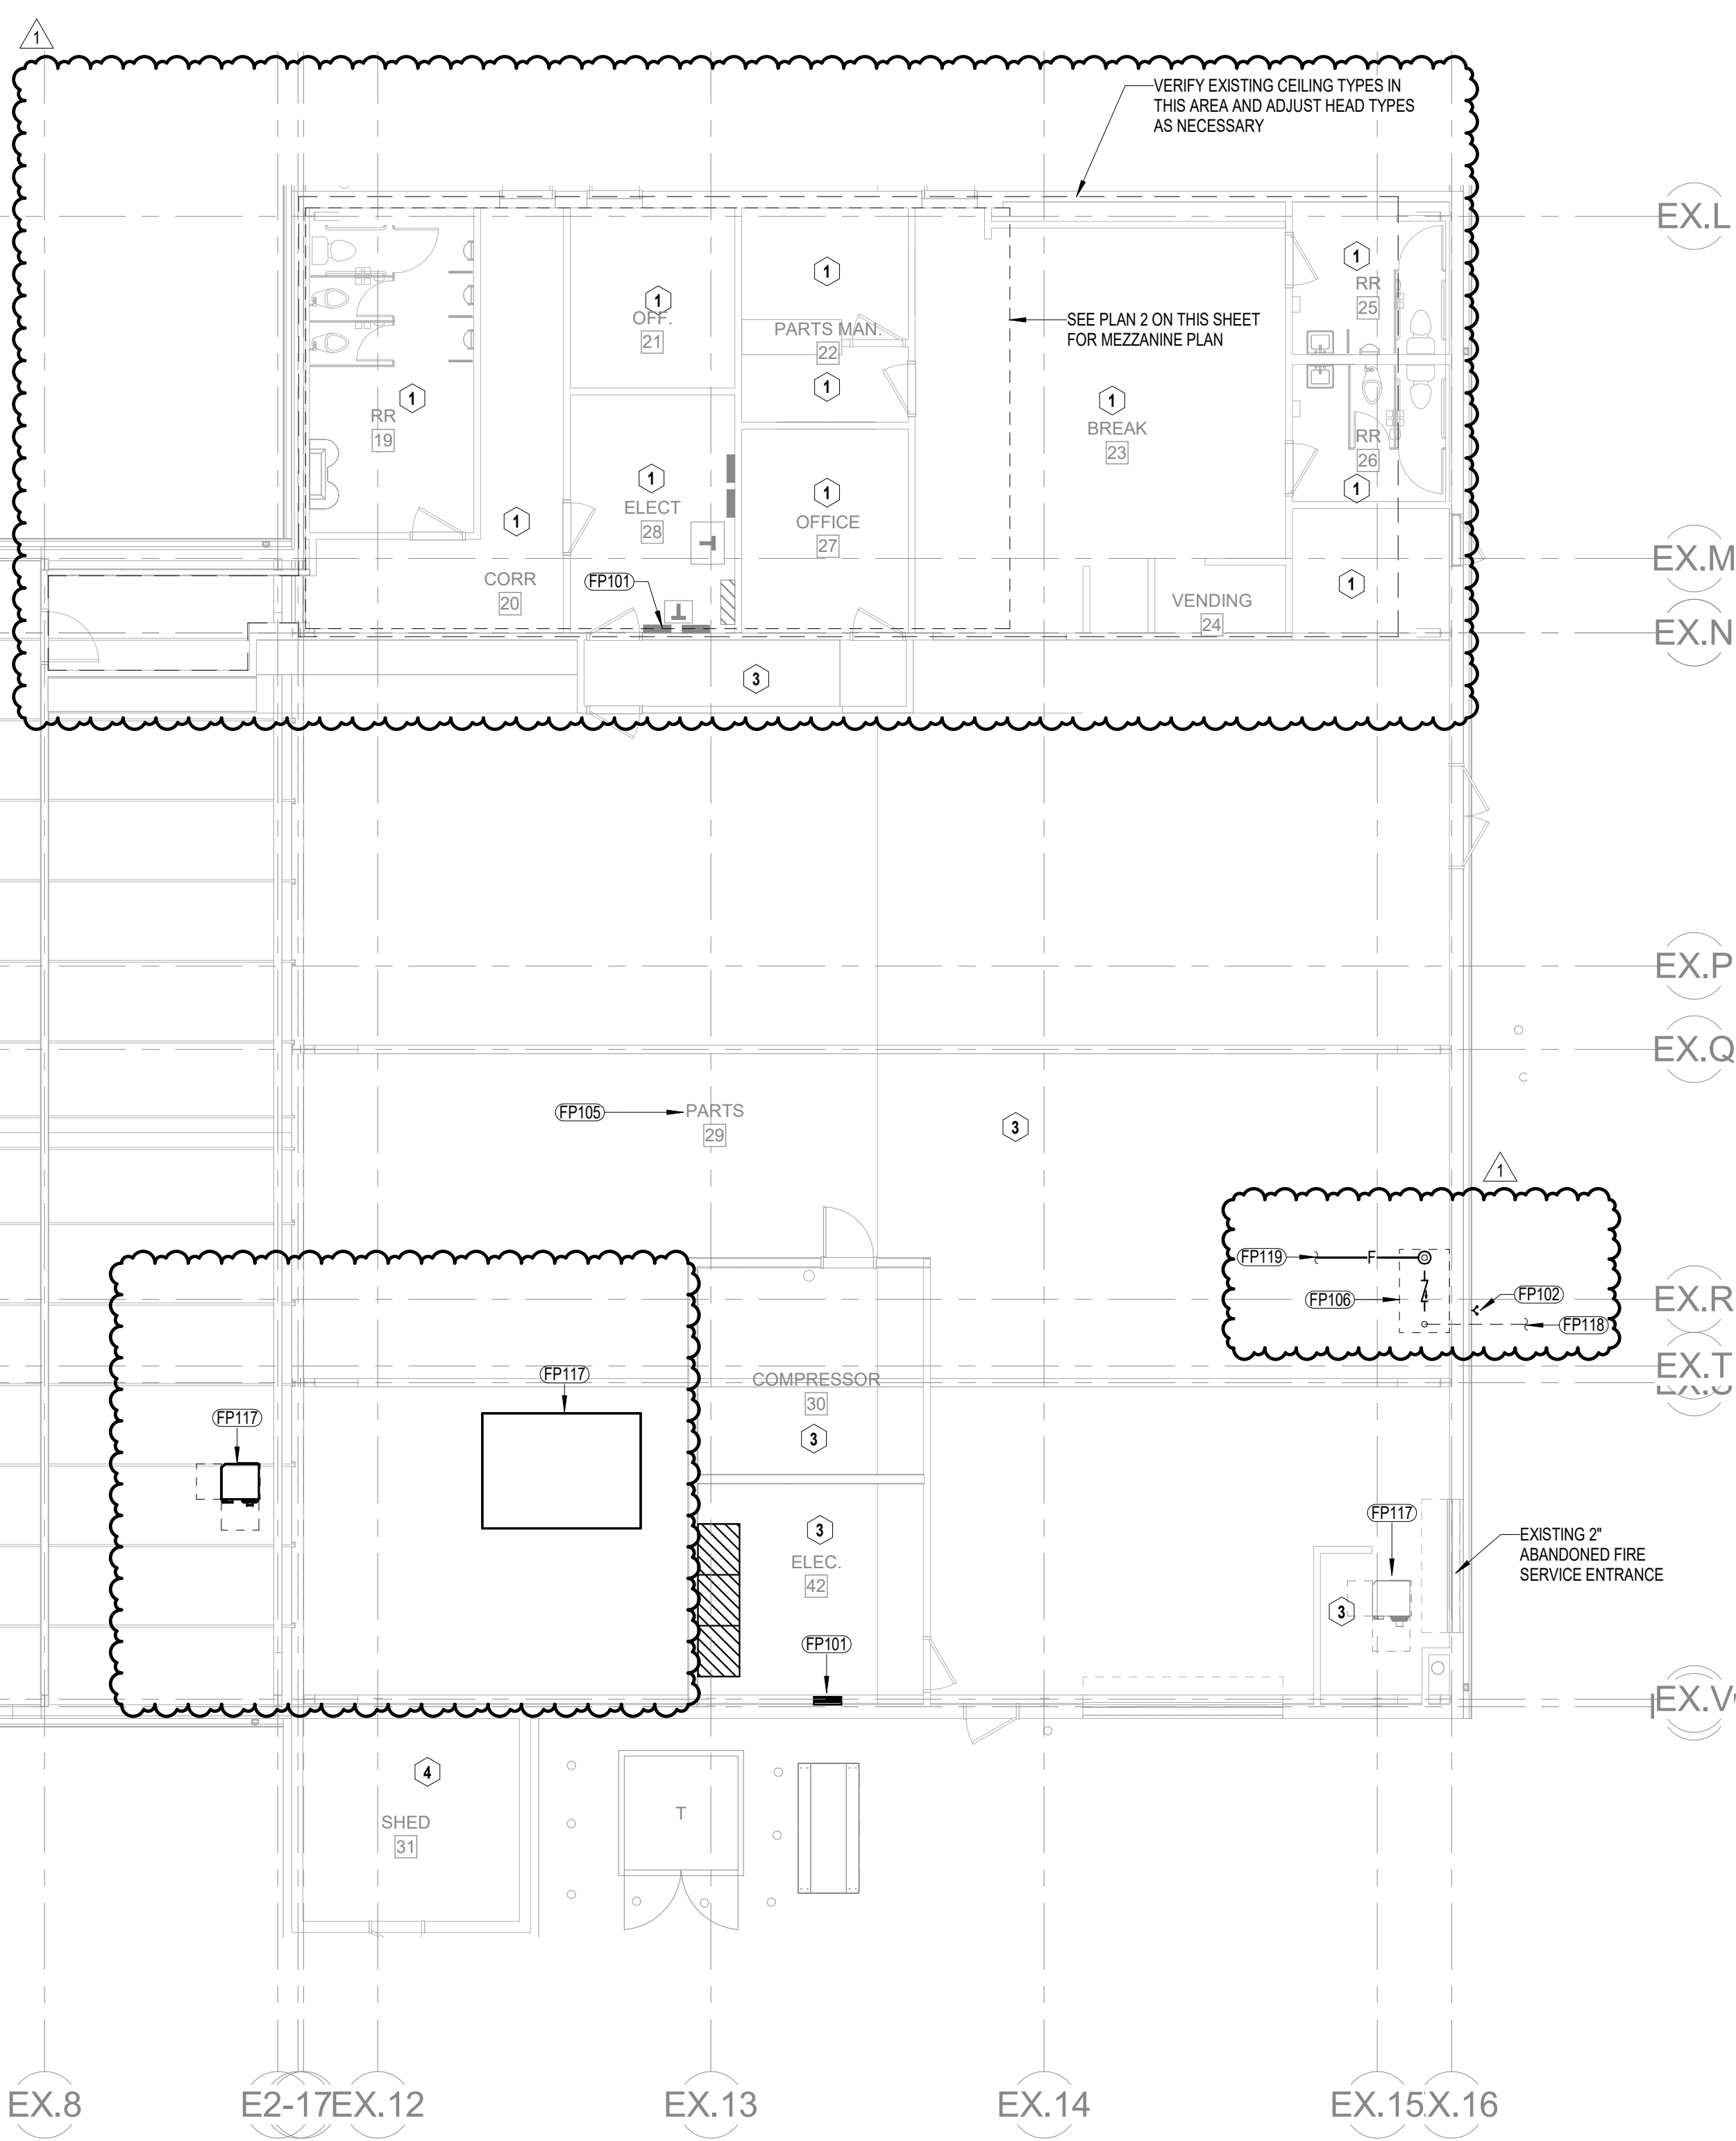 1
VERIFY EXISTING CEILING TYPES IN
THIS AREA AND ADJUST HEAD TYPES
AS NECESSARY
EX.L
1
RR
25
1
OFF.
21
1
PARTS MAN.
22
1
SEE PLAN 2 ON THIS SHEET
FOR MEZZANINE PLAN
1
RR
19
1
BREAK
23
RR
26
1
1
ELECT
28
1
OFFICE
27
1
CORR
20
FP101
EX.M
1
VENDING
24
EX.N
3
EX.P
EX.Q
FP105
PARTS
29
3
1
FP119
F
FP106
FP102
FP118
EX.R
EX.T
FP117
FP117
COMPRESSOR
30
3
3
ELEC.
42
FP101
FP117
3
EXISTING 2"
ABANDONED FIRE
SERVICE ENTRANCE
EX.V
4
SHED
31
T
EX.8
E2-17
EX.12
EX.13
EX.14
EX.15
X.16